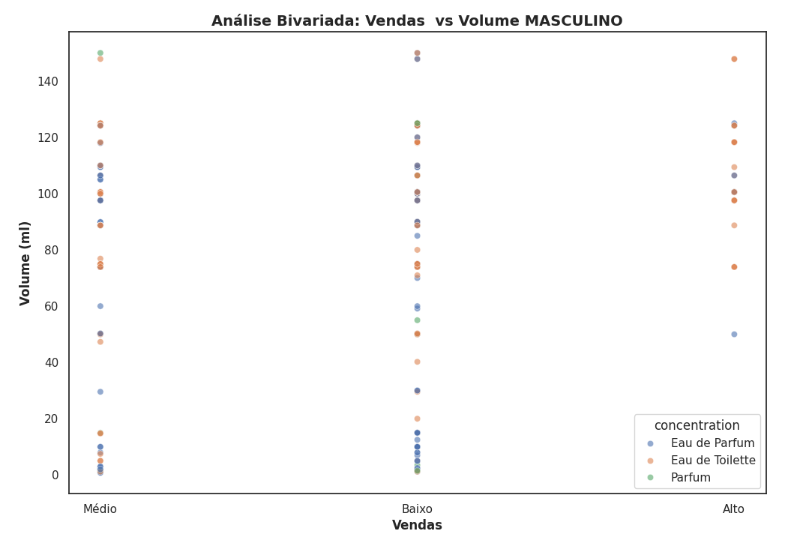 Análise Bivariada: Vendas  vs Volume MASCULINO
Volume (ml)
140
120
100
80
60
40
20
0
concentration
Eau de Parfum
Eau de Toilette
Parfum
Médio
Baixo
Alto
Vendas